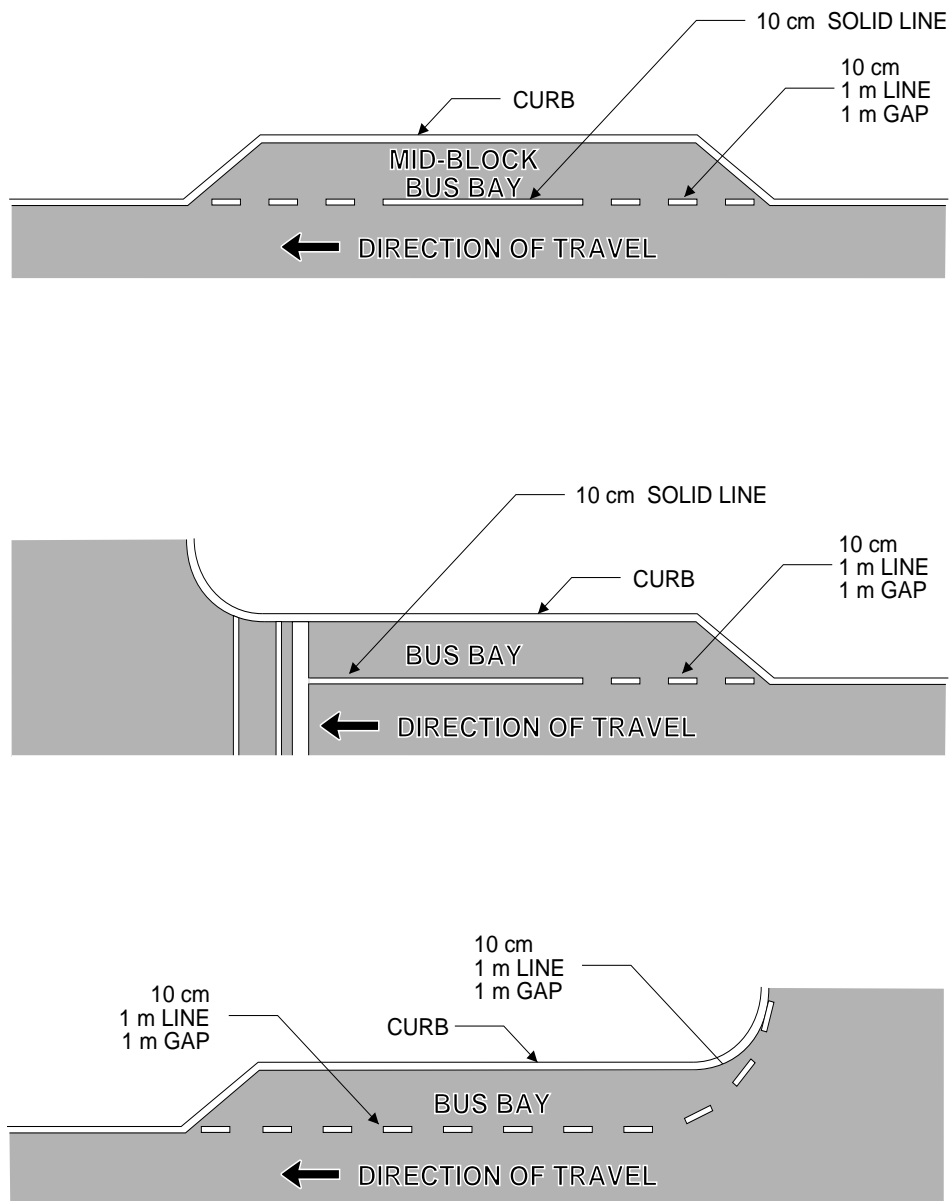 10 cm SOLID LINE
10 cm
1 m LINE
1 m GAP
CURB
MID-BLOCK
BUS BAY
DIRECTION OF TRAVEL
10 cm SOLID LINE
10 cm
1 m LINE
1 m GAP
CURB
BUS BAY
DIRECTION OF TRAVEL
10 cm
1 m LINE
1 m GAP
10 cm
1 m LINE
1 m GAP
CURB
BUS BAY
DIRECTION OF TRAVEL